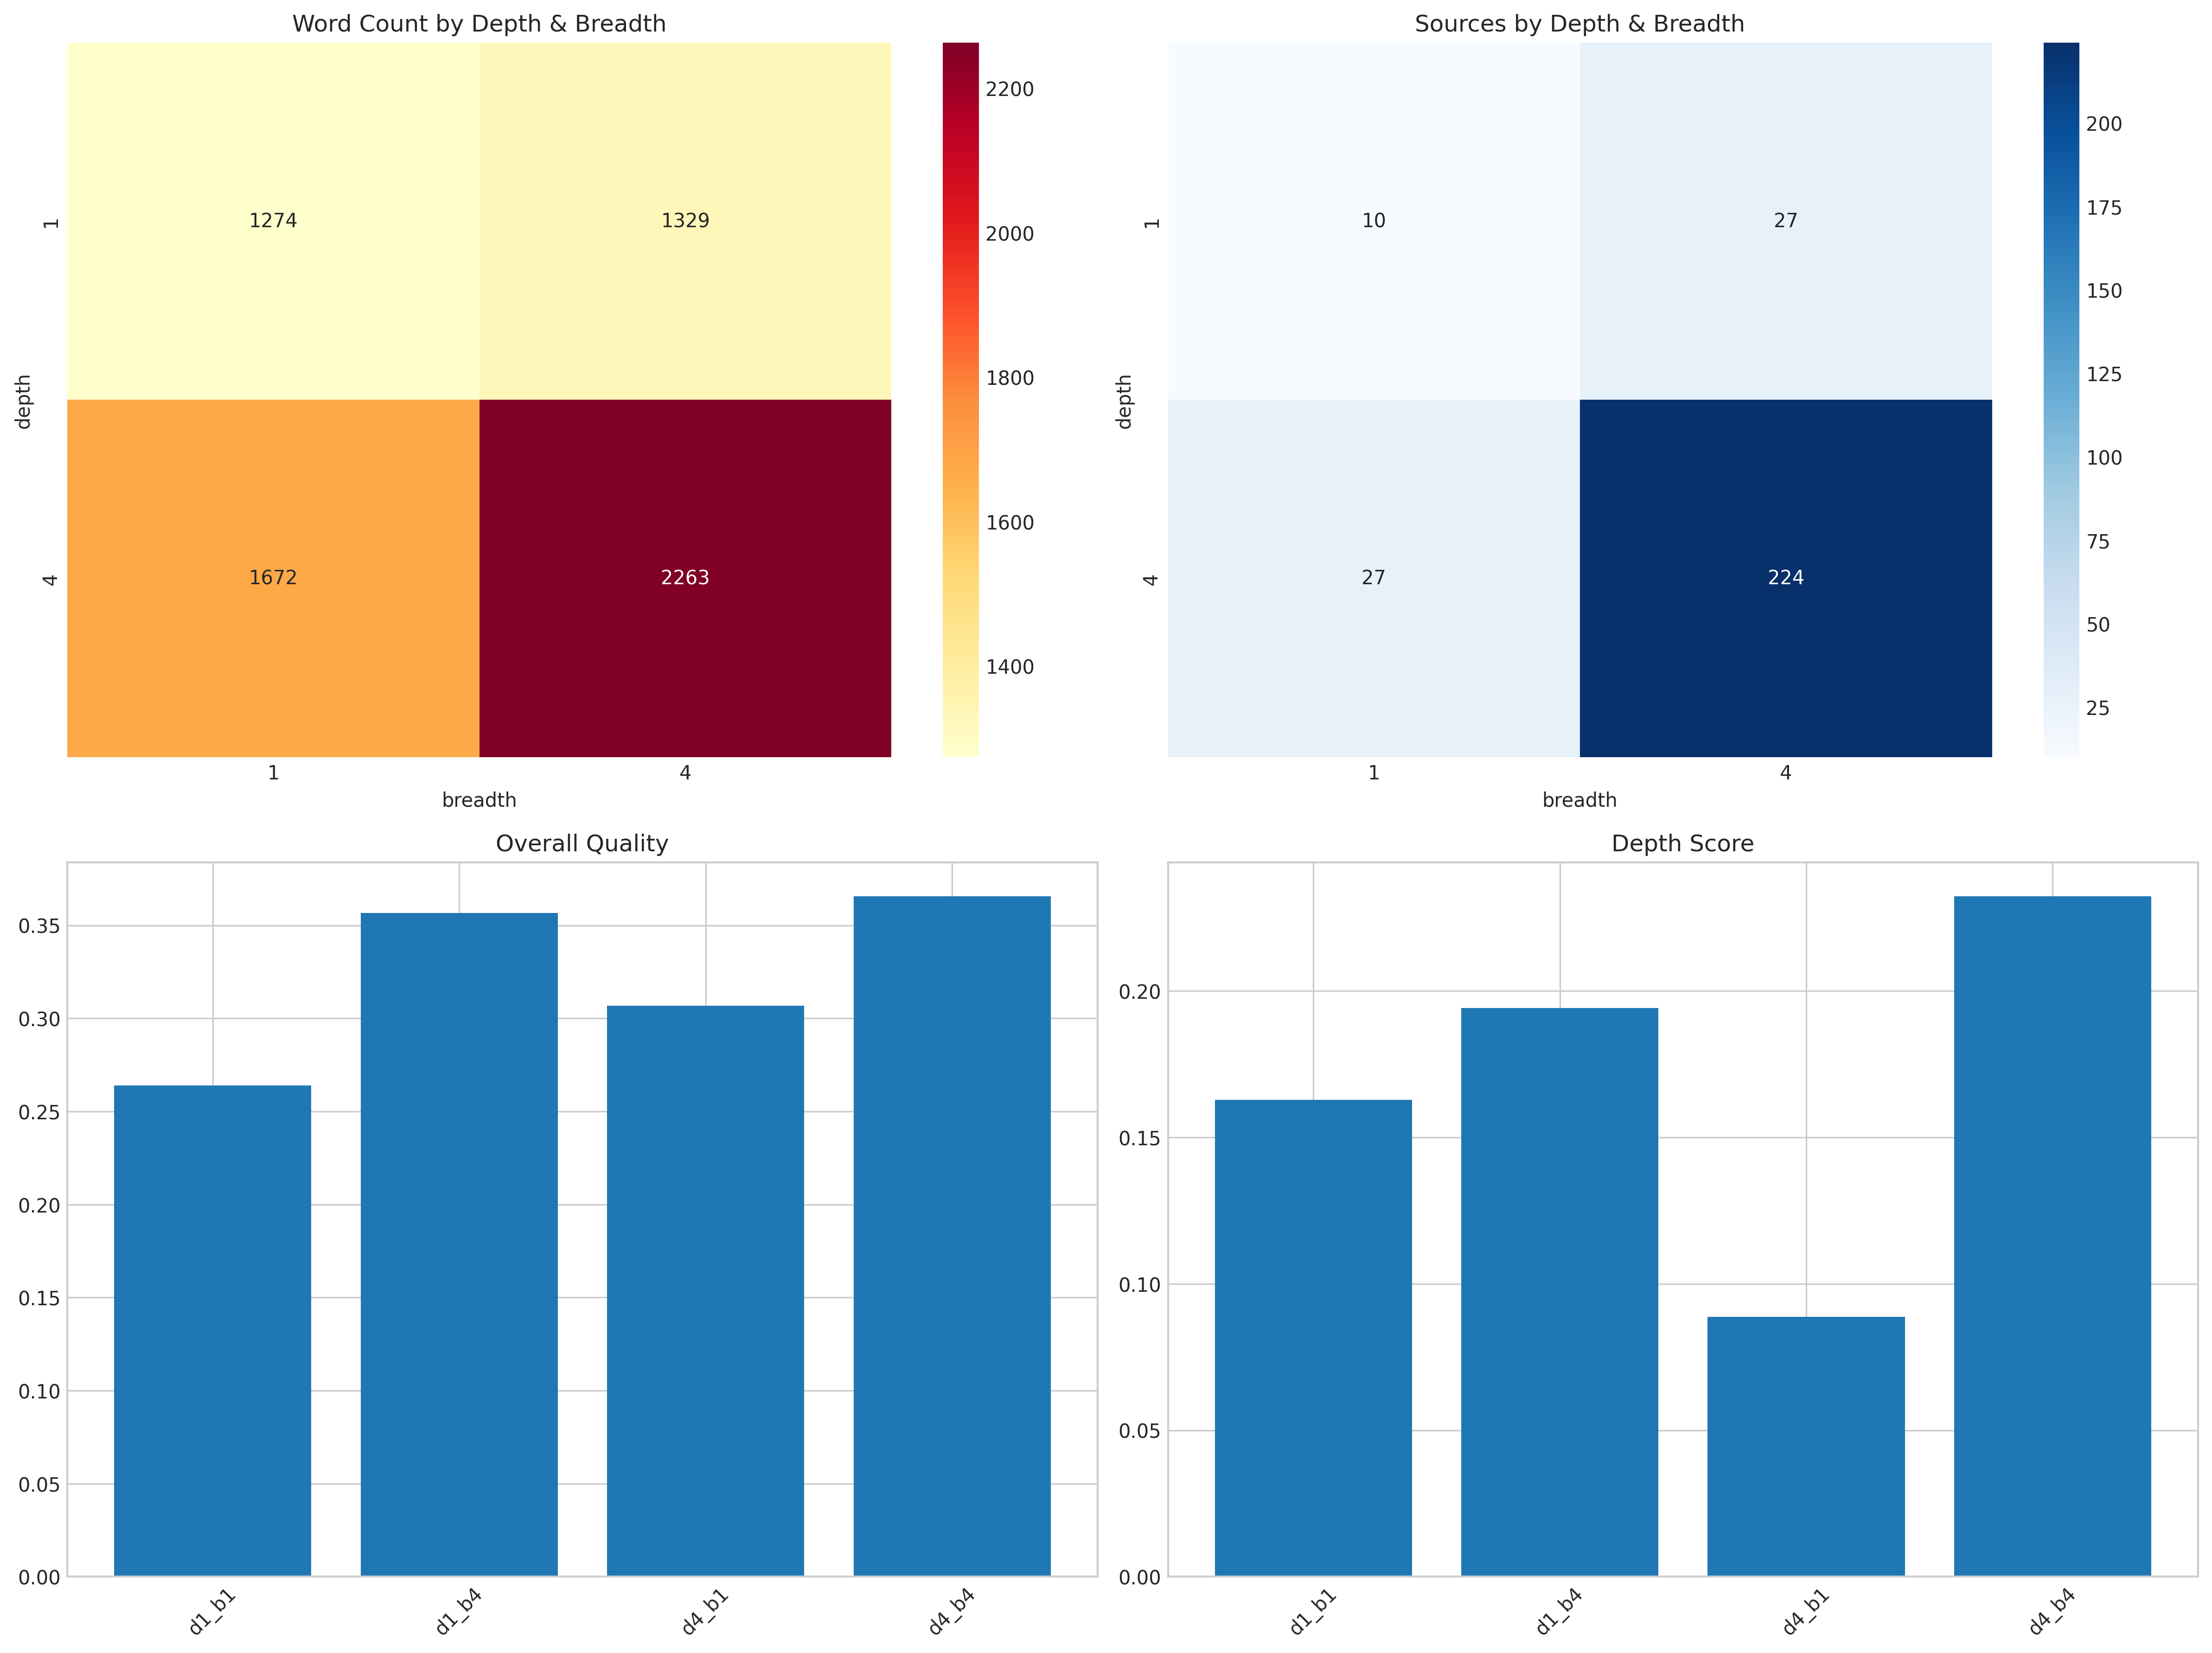 Word Count by Depth & Breadth
1274
1329
1672
2263
1
4
depth
1
4
breadth
2200
2000
1800
1600
1400
Sources by Depth & Breadth
10
27
27
224
1
4
depth
1
4
breadth
200
175
150
125
100
75
50
25
Overall Quality
0.35
0.30
0.25
0.20
0.15
0.10
0.05
0.00
d1_b1
d1_b4
d4_b1
d4_b4
Depth Score
0.20
0.15
0.10
0.05
0.00
d1_b1
d1_b4
d4_b1
d4_b4